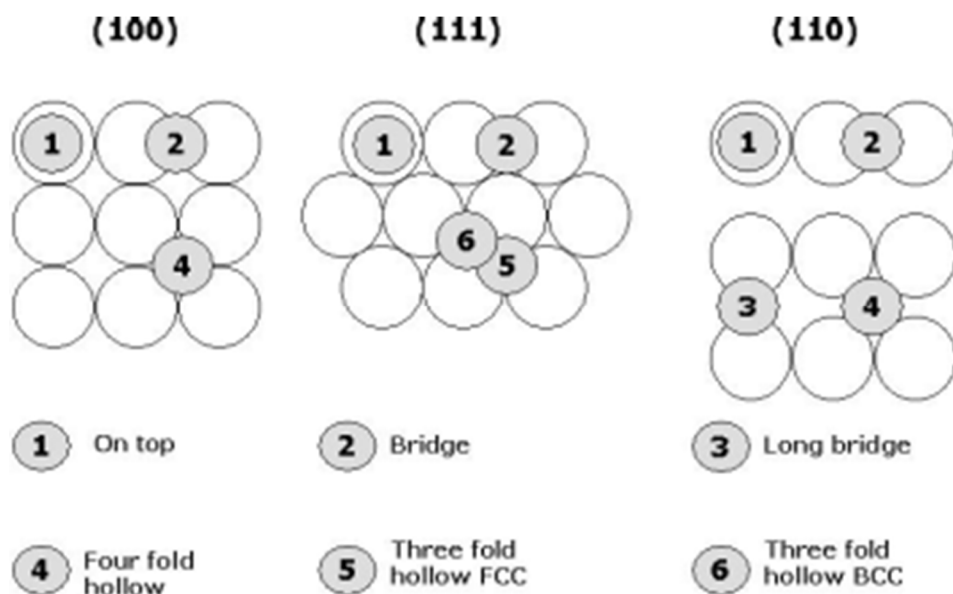 (100) (111) (110)
1 2 1 2 1 2
6
4 5
3 4
1 On top 2 Bridge 3 Long bridge
4 Four fold hollow 5 Three fold hollow FCC 6 Three fold hollow BCC